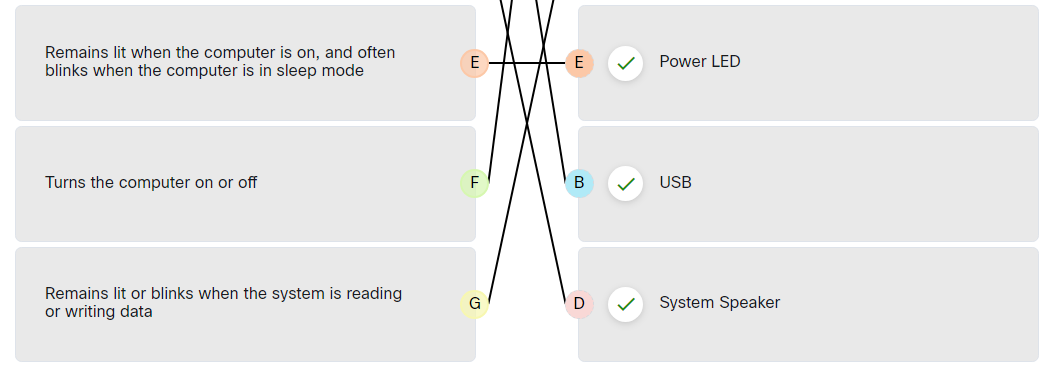 Remains lit when the computer is on, and often
blinks when the computer is in sleep mode
E
E
Power LED
Turns the computer on or off
F
B
USB
Remains lit or blinks when the system is reading
or writing data
G
D
System Speaker